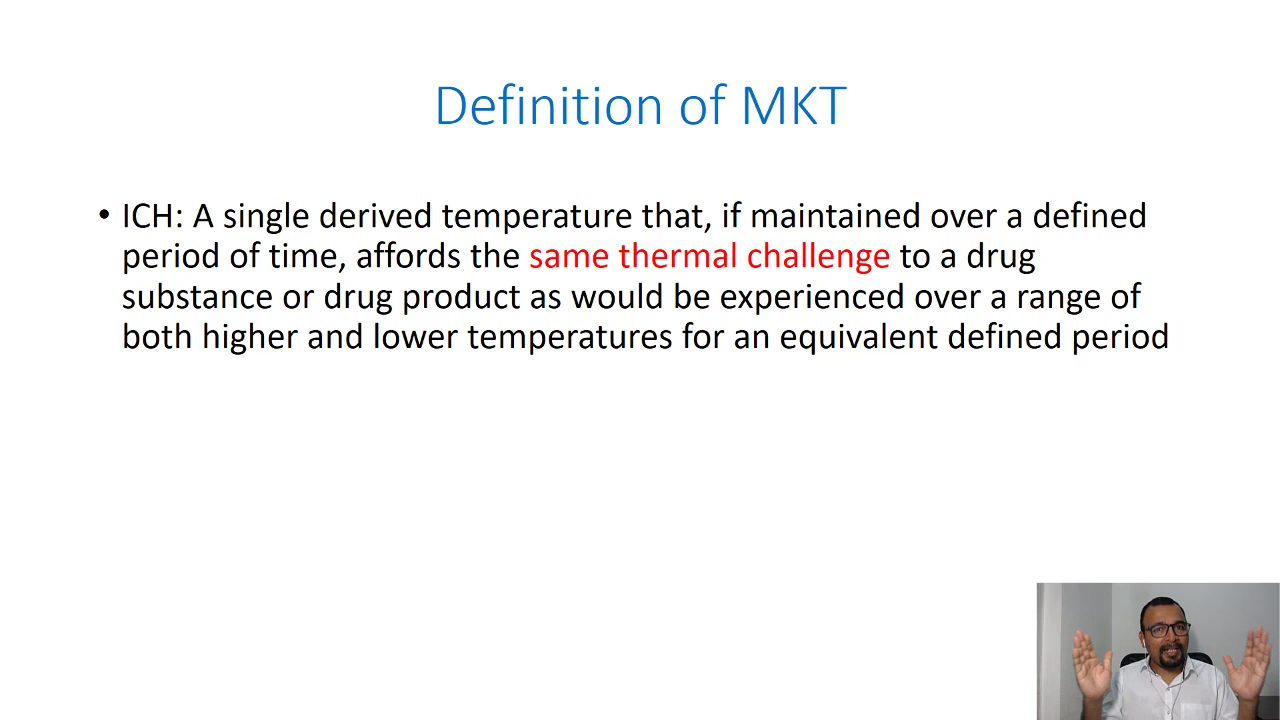 Definition of MKT
• ICH: A single derived temperature that, if maintained over a defined
period of time, affords the same thermal challenge to a drug
substance or drug product as would be experienced over a range of
both higher and lower temperatures for an equivalent defined period